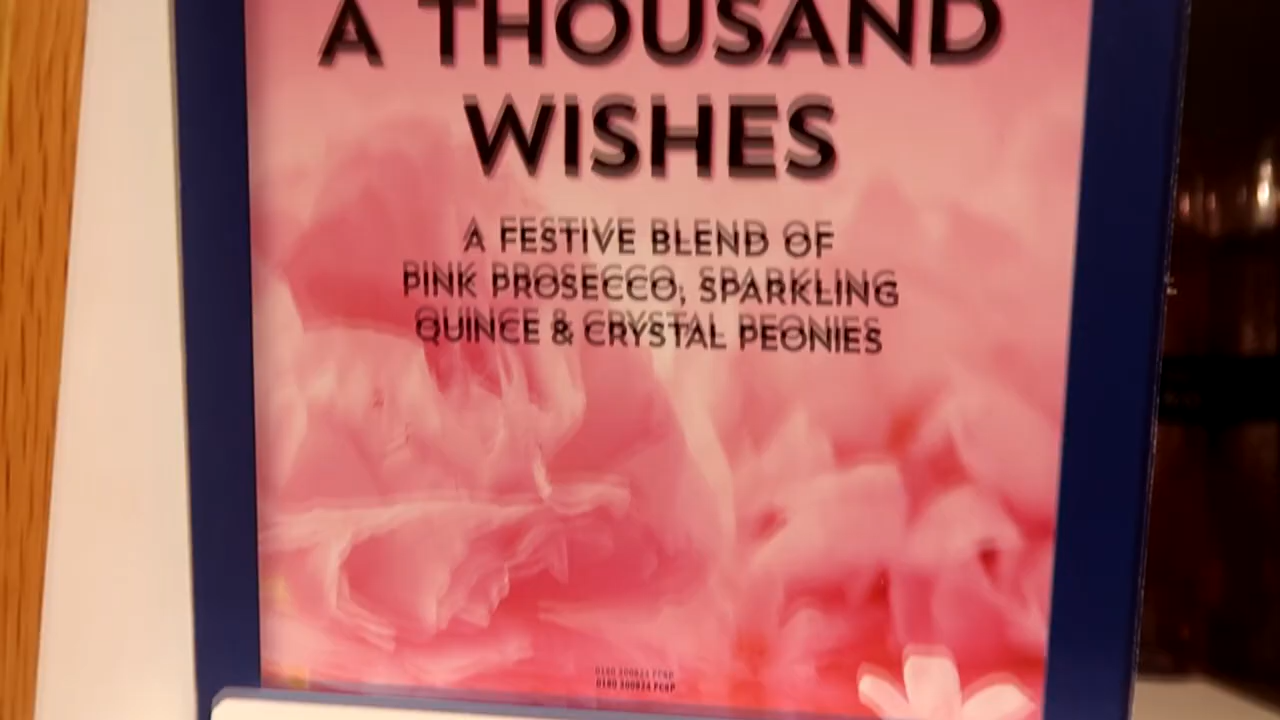 A THOUSAND
WISHES
A FESTIVE BLEND OF
PINK PROSECCO, SPARKLING
QUINCE & CRYSTAL PEONIES